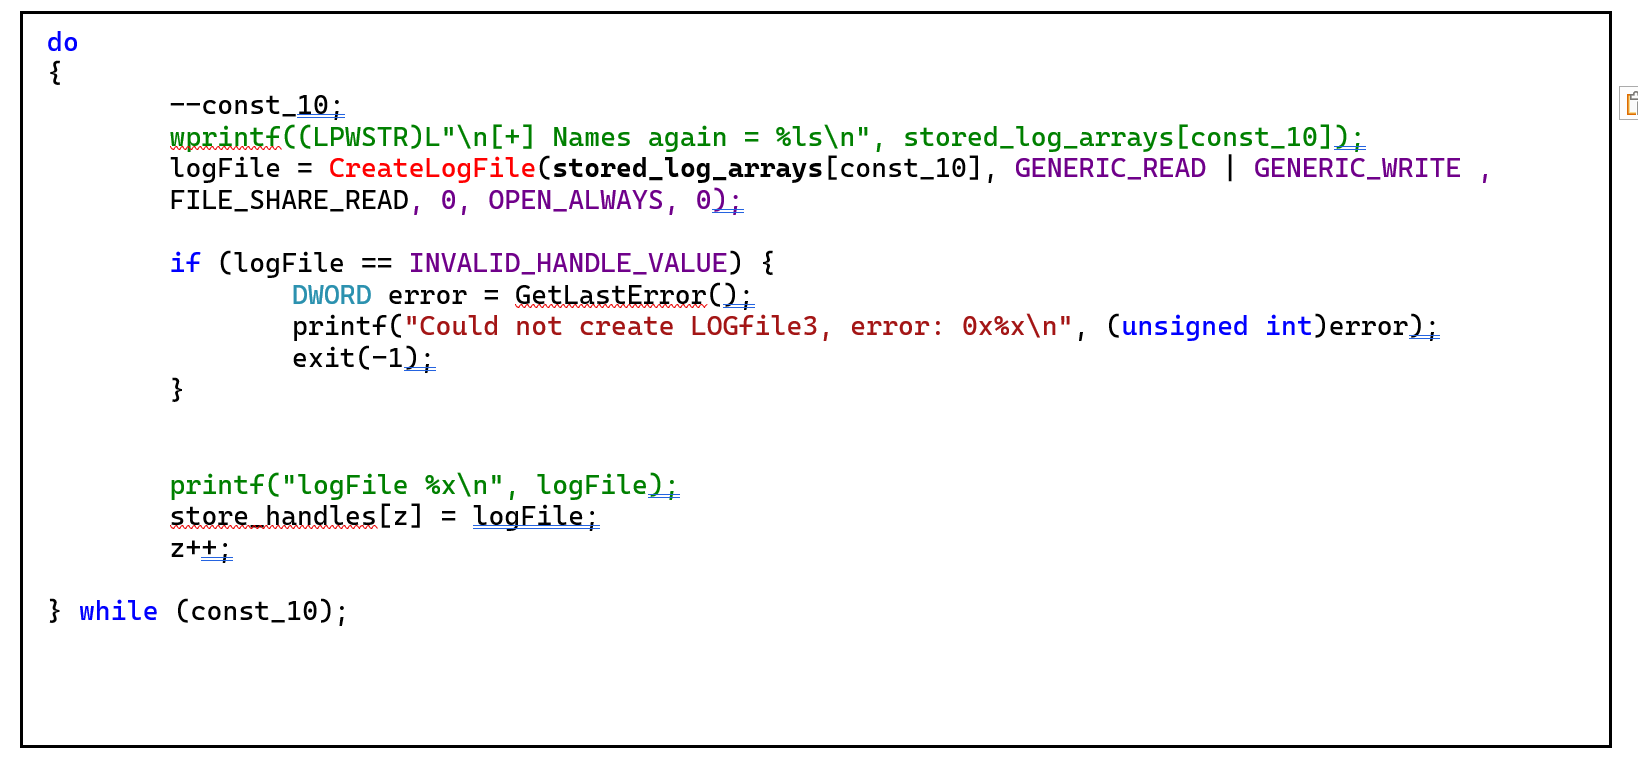 do
{
--const_10;
wprintf((LPWSTR)L"\n[+] Names again = %ls\n", stored_log_arrays[const_10]);
logFile = CreateLogFile(stored_log_arrays[const_10], GENERIC_READ | GENERIC_WRITE ,
FILE_SHARE_READ, 0, OPEN_ALWAYS, 0);
if (logFile == INVALID_HANDLE_VALUE) {
DWORD error = GetLastError();
printf("Could not create LOGfile3, error: 0x%x\n", (unsigned int)error);
exit(-1);
}
printf("logFile %x\n", logFile);
store_handles[z] = logFile;
z++;
} while (const_10);